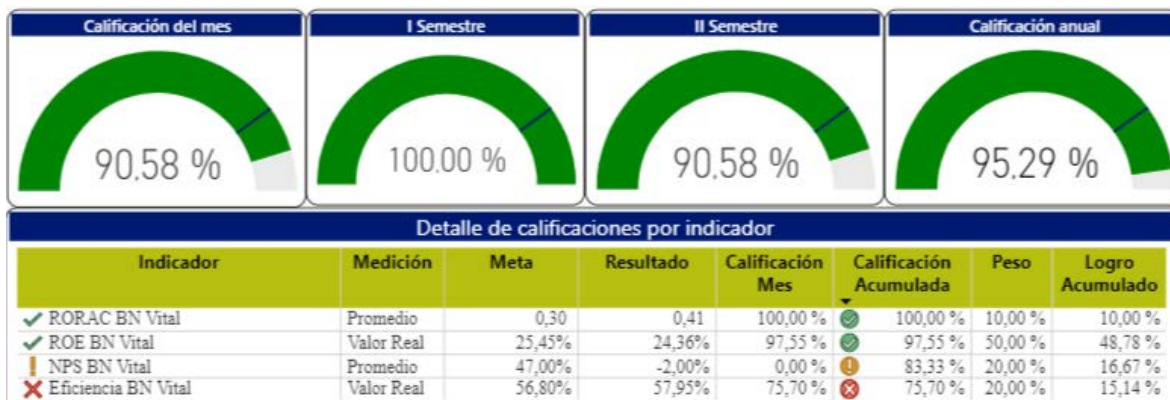 Calificación del mes
I Semestre
II Semestre
Calificación anual
90,58 %
100,00 %
90,58 %
95,29 %
Detalle de calificaciones por indicador
Indicador Medición Meta Resultado Calificación Mes Calificación Acumulada Peso Logro Acumulado
RORAC BN Vital Promedio 0,30 0,41 100,00 % 100,00 % 10,00 % 10,00 %
ROE BN Vital Valor Real 25,45% 24,36% 97,55 % 97,55 % 50,00 % 48,78 %
NPS BN Vital Promedio 47,00% -2,00% 0,00 % 83,33 % 20,00 % 16,67 %
Eficiencia BN Vital Valor Real 56,80% 57,95% 75,70 % 75,70 % 20,00 % 15,14 %